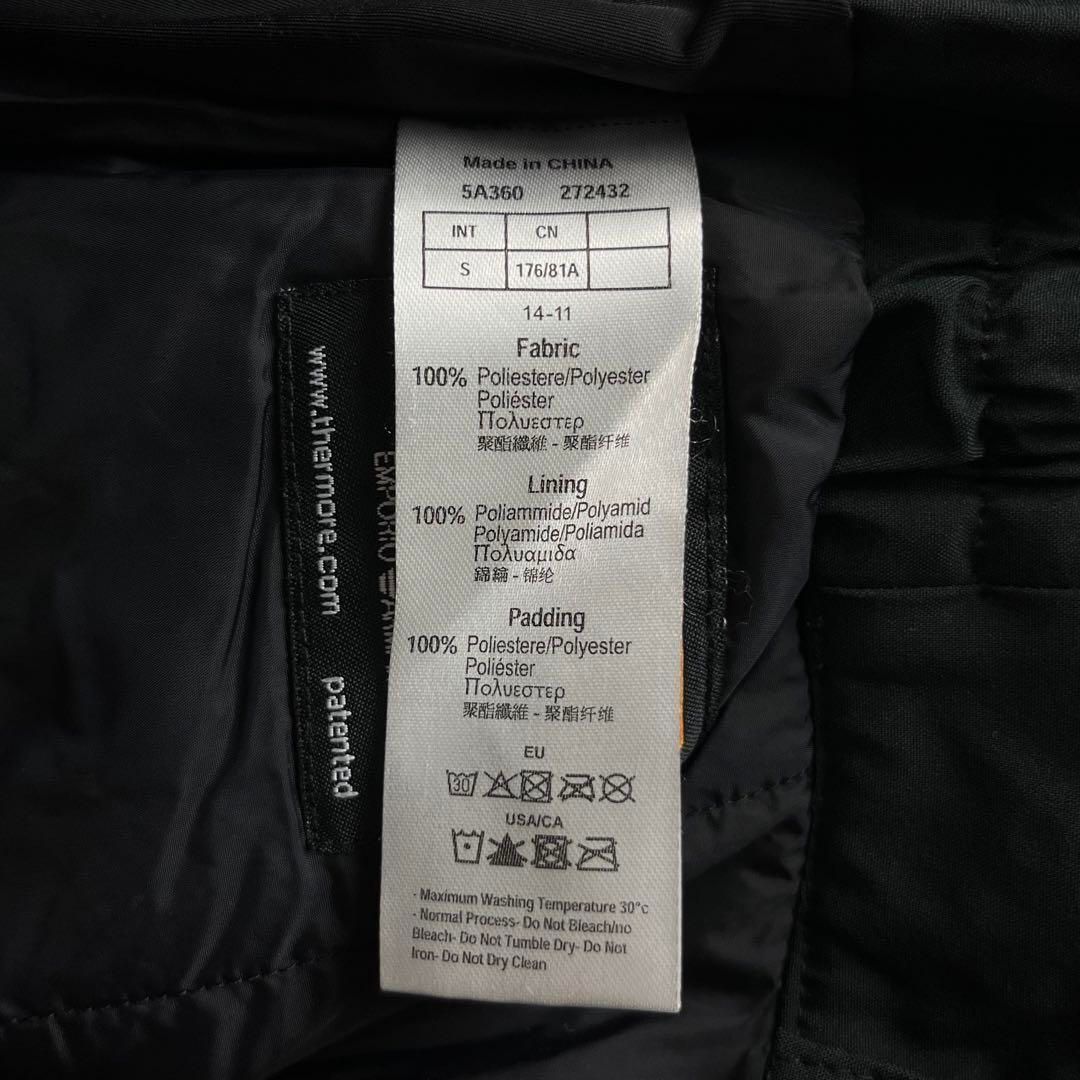 Made in CHINA
5A360 272432
INT CN
S 176/81A
14-11
Fabric
100% Poliestere/Polyester
Poliéster
Πολυεστερ
聚酯纖維 - 聚酯纤维
Lining
100% Poliammide/Polyamid
Polyamide/Poliamida
Πολυαμιδα
錦綸 - 锦纶
Padding
100% Poliestere/Polyester
Poliéster
Πολυεστερ
聚酯纖維 - 聚酯纤维
EU
30
USA/CA
- Maximum Washing Temperature 30°c
- Normal Process- Do Not Bleach/no
Bleach- Do Not Tumble Dry- Do Not
Iron- Do Not Dry Clean
www.thermore.com patented
EMPORIO